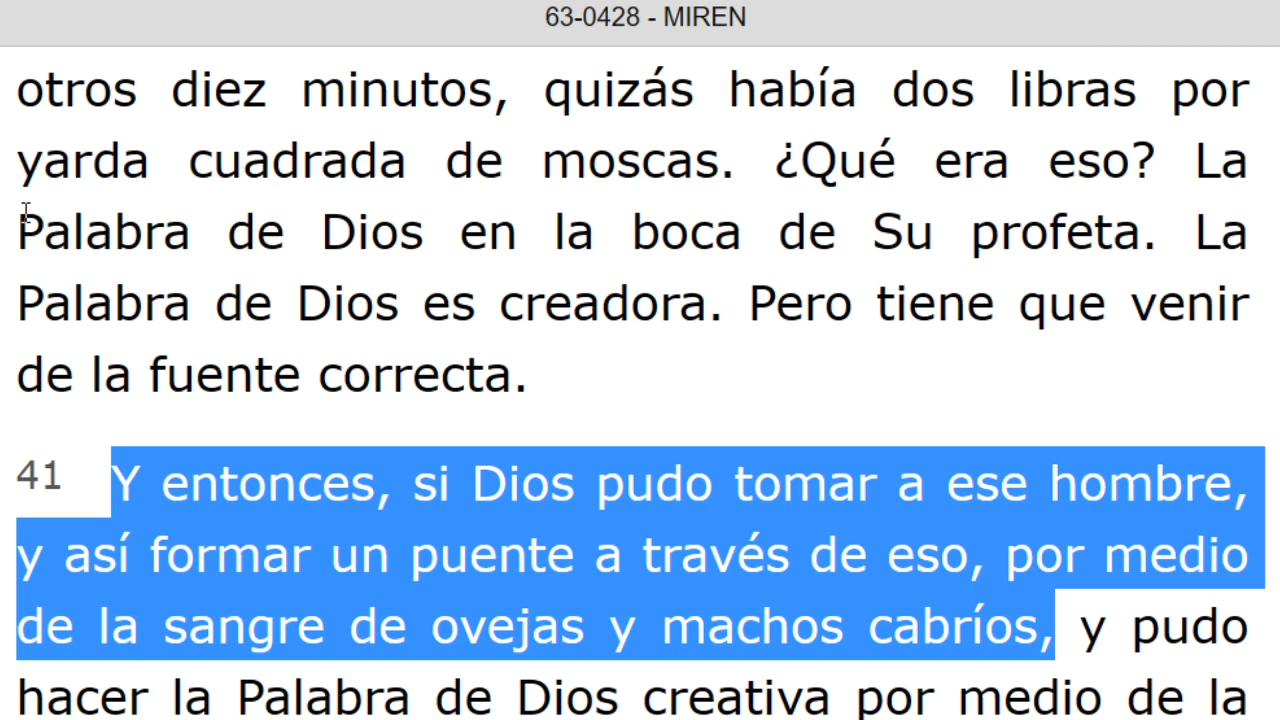 63-0428 - MIREN
otros diez minutos, quizás había dos libras por
yarda cuadrada de moscas. ¿Qué era eso? La
Palabra de Dios en la boca de Su profeta. La
Palabra de Dios es creadora. Pero tiene que venir
de la fuente correcta.
41 Y entonces, si Dios pudo tomar a ese hombre,
y así formar un puente a través de eso, por medio
de la sangre de ovejas y machos cabríos, y pudo
hacer la Palabra de Dios creativa por medio de la